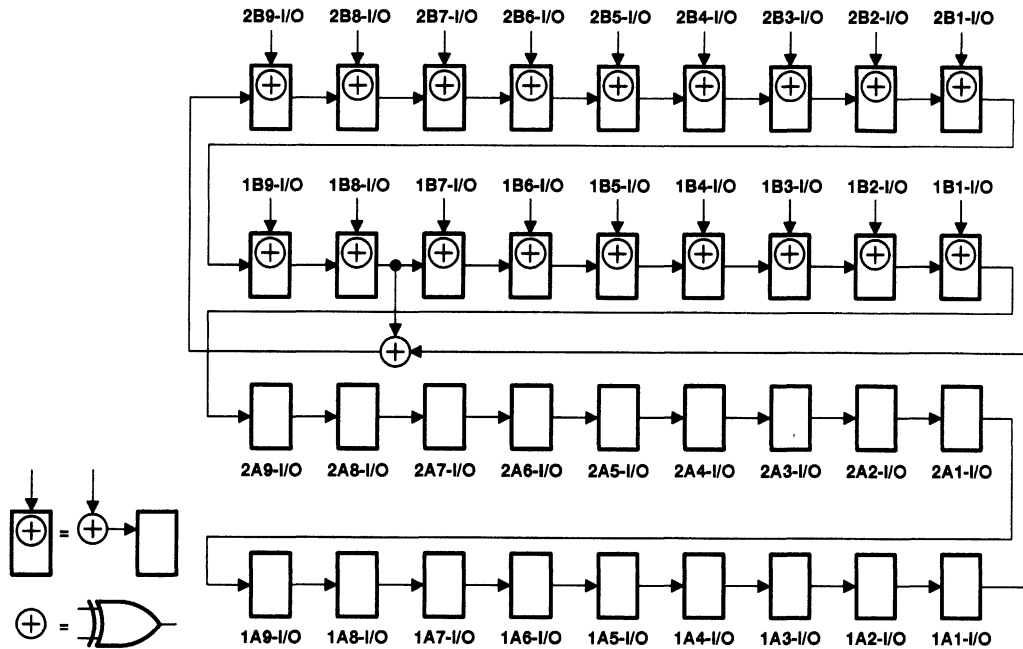 2B9-I/O 2B8-I/O 2B7-I/O 2B6-I/O 2B5-I/O 2B4-I/O 2B3-I/O 2B2-I/O 2B1-I/O
1B9-I/O 1B8-I/O 1B7-I/O 1B6-I/O 1B5-I/O 1B4-I/O 1B3-I/O 1B2-I/O 1B1-I/O
2A9-I/O 2A8-I/O 2A7-I/O 2A6-I/O 2A5-I/O 2A4-I/O 2A3-I/O 2A2-I/O 2A1-I/O
=
=
1A9-I/O 1A8-I/O 1A7-I/O 1A6-I/O 1A5-I/O 1A4-I/O 1A3-I/O 1A2-I/O 1A1-I/O